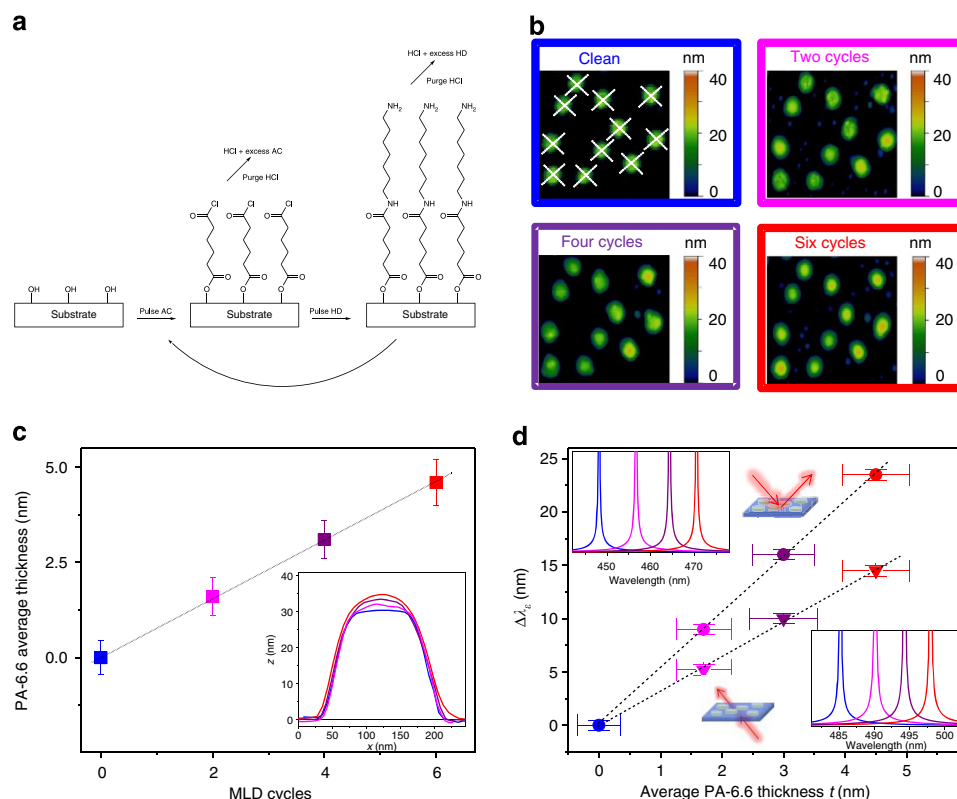 a
HCl + excess HD
Purge HCl
NH2 NH2 NH2
HCl + excess AC
Purge HCl
O Cl O Cl O Cl
O NH O NH O NH
OH OH OH
O O O
O O O
O O O
O O O
Substrate
Pulse AC
Substrate
Pulse HD
Substrate
b
Clean
nm
40
20
0
Two cycles
nm
40
20
0
Four cycles
nm
40
20
0
Six cycles
nm
40
20
0
c
PA-6.6 average thickness (nm)
5.0
2.5
0.0
0 2 4 6
MLD cycles
z (nm)
40
30
20
10
0
0 50 100 150 200
x (nm)
d
Δλε (nm)
25
20
15
10
5
0
0 1 2 3 4 5
Average PA-6.6 thickness t (nm)
450 460 470
Wavelength (nm)
485 490 495 500
Wavelength (nm)